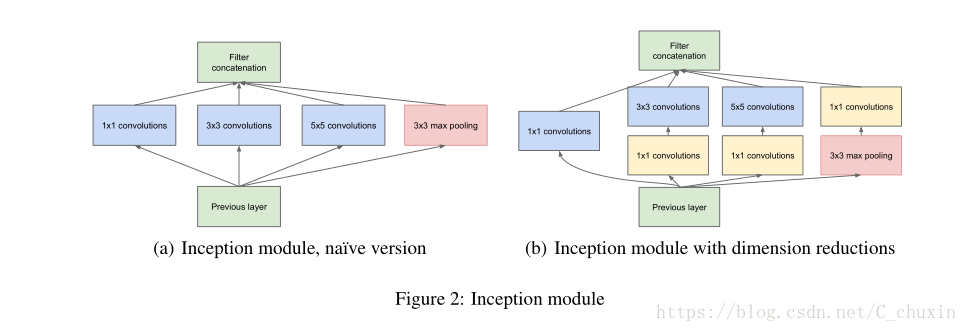 Filter
concatenation
1x1 convolutions
3x3 convolutions
5x5 convolutions
3x3 max pooling
Previous layer
(a) Inception module, naïve version
Filter
concatenation
3x3 convolutions
5x5 convolutions
1x1 convolutions
1x1 convolutions
1x1 convolutions
1x1 convolutions
3x3 max pooling
Previous layer
(b) Inception module with dimension reductions
Figure 2: Inception module
https://blog.csdn.net/C_chuxin